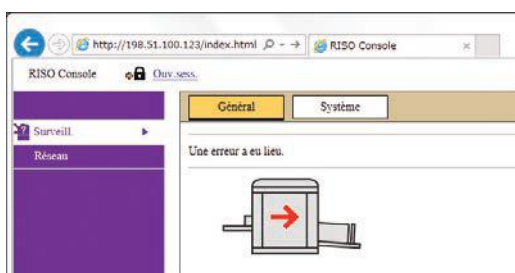 http://198.51.100.123/index.html
RISO Console
RISO Console
Ouv.sess.
Général
Système
Surveill.
Réseau
Une erreur a eu lieu.